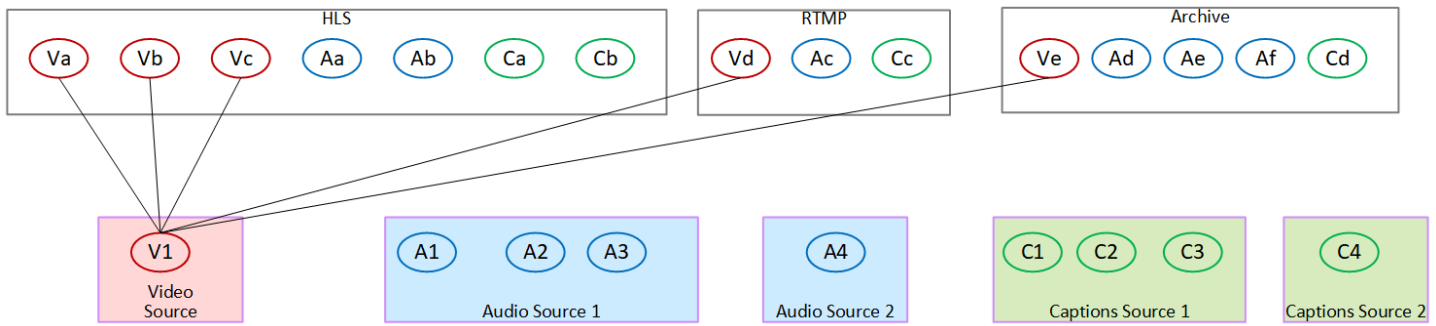 HLS
Va Vb Vc Aa Ab Ca Cb
RTMP
Vd Ac Cc
Archive
Ve Ad Ae Af Cd
V1
Video
Source
A1 A2 A3
Audio Source 1
A4
Audio Source 2
C1 C2 C3
Captions Source 1
C4
Captions Source 2